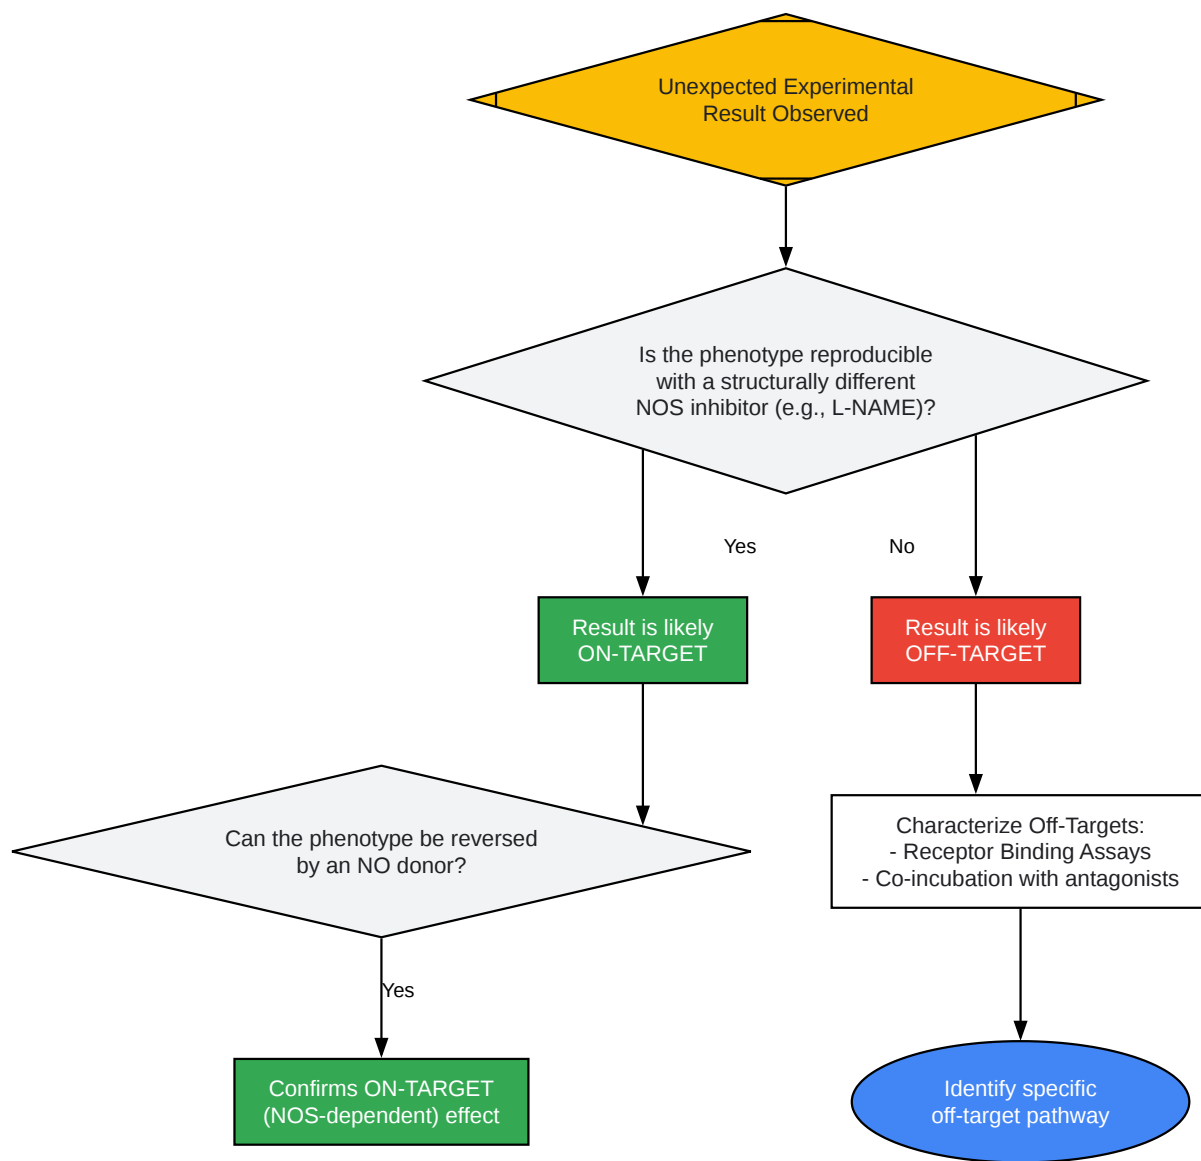 Unexpected Experimental
Result Observed
Is the phenotype reproducible
with a structurally different
NOS inhibitor (e.g., L-NAME)?
Yes
No
Result is likely
ON-TARGET
Result is likely
OFF-TARGET
Can the phenotype be reversed
by an NO donor?
Characterize Off-Targets:
- Receptor Binding Assays
- Co-incubation with antagonists
Yes
Confirms ON-TARGET
(NOS-dependent) effect
Identify specific
off-target pathway